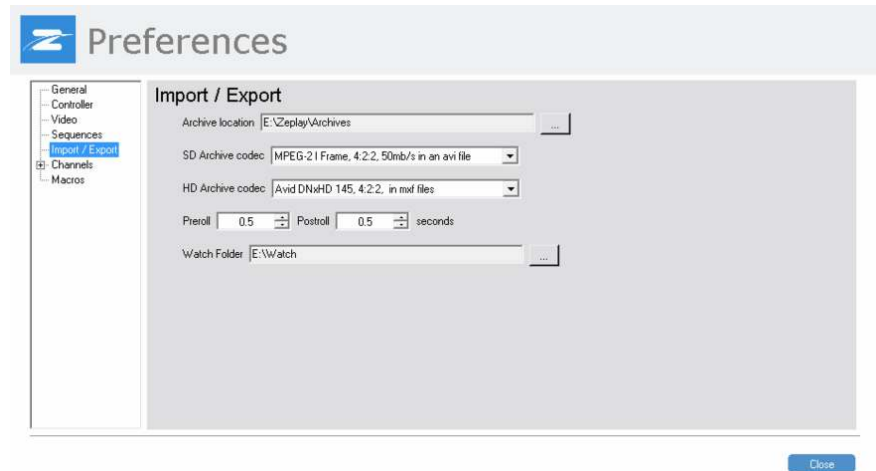 Preferences
General
Controller
Video
Sequences
Import / Export
Channels
Macros
Import / Export
Archive location E:\Zeplay\Archives ...
SD Archive codec MPEG-2 I Frame, 4:2:2, 50mb/s in an avi file
HD Archive codec Avid DNxHD 145, 4:2:2, in mxf files
Preroll 0.5 Postroll 0.5 seconds
Watch Folder E:\Watch ...
Close